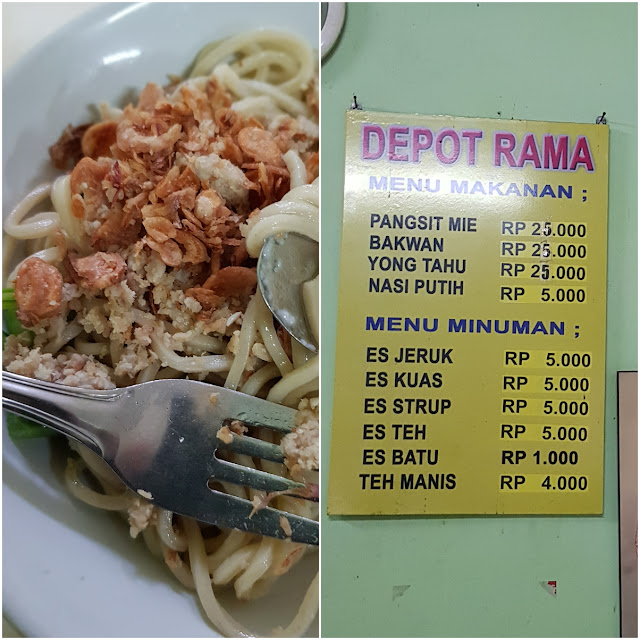 DEPOT RAMA
MENU MAKANAN ;
PANGSIT MIE RP 25.000
BAKWAN RP 25.000
YONG TAHU RP 25.000
NASI PUTIH RP 5.000
MENU MINUMAN ;
ES JERUK RP 5.000
ES KUAS RP 5.000
ES STRUP RP 5.000
ES TEH RP 5.000
ES BATU RP 1.000
TEH MANIS RP 4.000